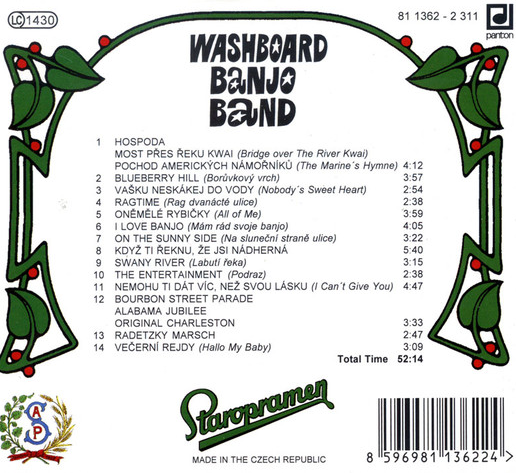 LC 1430
81 1362 - 2 311
panton
WASHBOARD
BANJO
BAND
1 HOSPODA
MOST PŘES ŘEKU KWAI (Bridge over The River Kwai)
POCHOD AMERICKÝCH NÁMOŘNÍKŮ (The Marine´s Hymne) 4:12
2 BLUEBERRY HILL (Borůvkový vrch) 3:57
3 VAŠKU NESKÁKEJ DO VODY (Nobody´s Sweet Heart) 2:54
4 RAGTIME (Rag dvanácté ulice) 2:38
5 ONĚMĚLÉ RYBIČKY (All of Me) 3:59
6 I LOVE BANJO (Mám rád svoje banjo) 4:05
7 ON THE SUNNY SIDE (Na sluneční straně ulice) 3:22
8 KDYŽ TI ŘEKNU, ŽE JSI NÁDHERNÁ 5:40
9 SWANY RIVER (Labutí řeka) 3:15
10 THE ENTERTAINMENT (Podraz) 2:38
11 NEMOHU TI DÁT VÍC, NEŽ SVOU LÁSKU (I Can´t Give You) 4:47
12 BOURBON STREET PARADE
ALABAMA JUBILEE
ORIGINAL CHARLESTON 3:33
13 RADETZKY MARSCH 2:47
14 VEČERNÍ REJDY (Hallo My Baby) 3:09
Total Time 52:14
A S P
Staropramen
MADE IN THE CZECH REPUBLIC
8 596981 136224 >